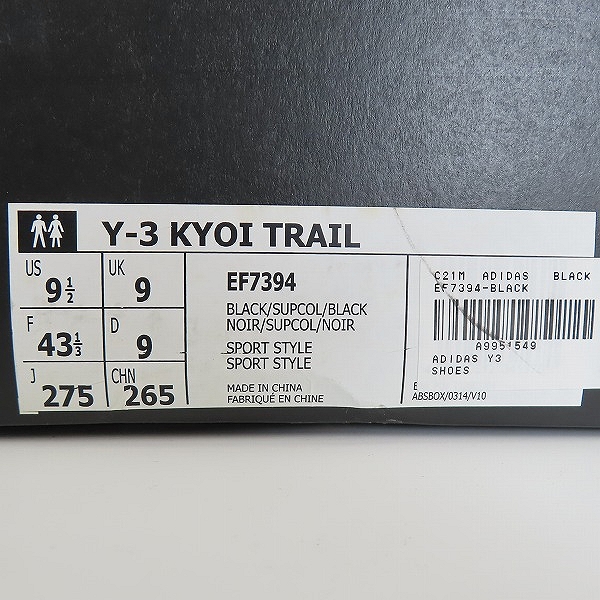 Y-3 KYOI TRAIL
US 9 1/2
UK 9
F 43 1/3
D 9
J 275
CHN 265
EF7394
BLACK/SUPCOL/BLACK
NOIR/SUPCOL/NOIR
SPORT STYLE
SPORT STYLE
MADE IN CHINA
FABRIQUÉ EN CHINE
C21M ADIDAS BLACK
EF7394-BLACK
A9951549
ADIDAS Y3
SHOES
ABSBOX/0314/V10